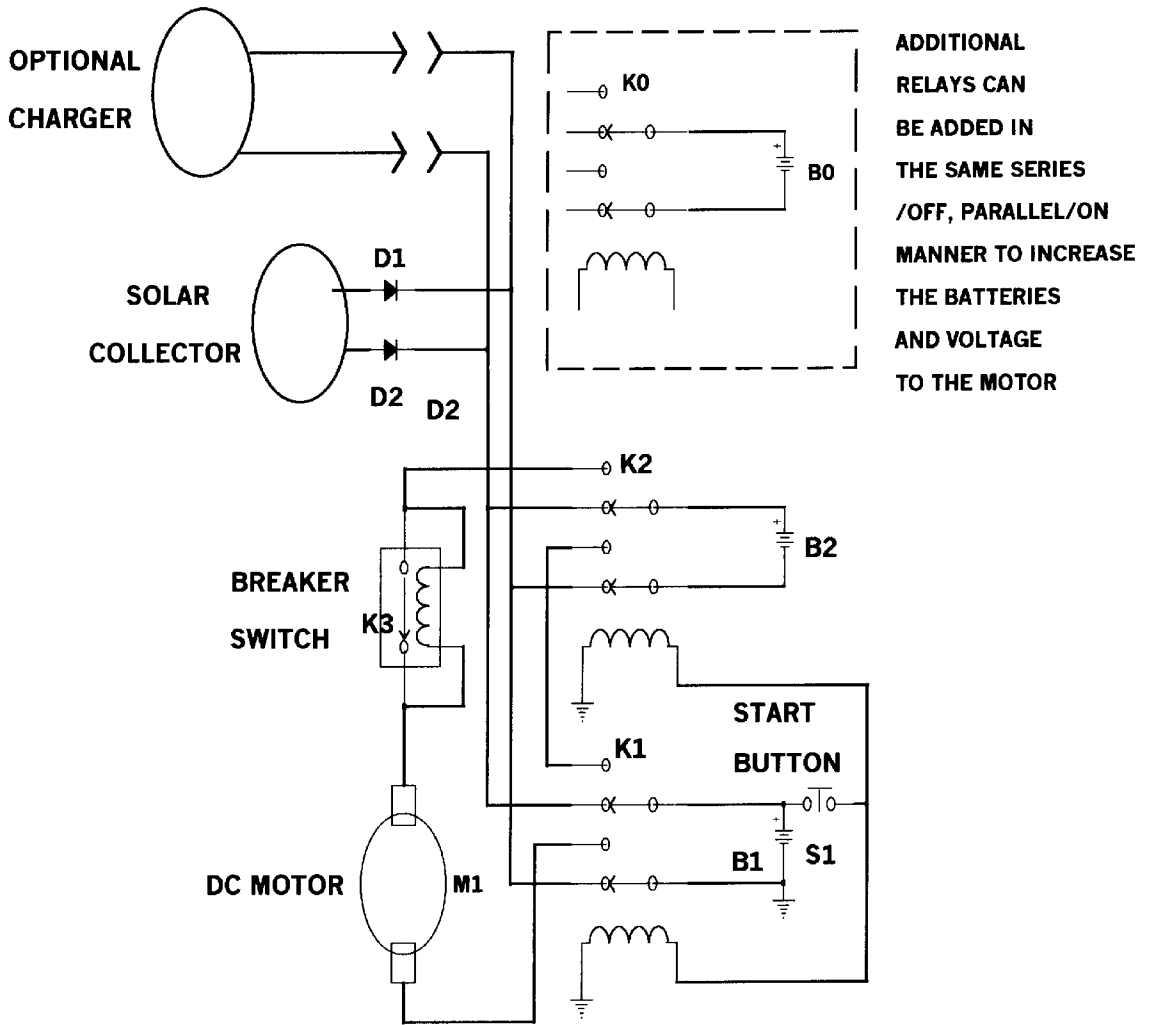 OPTIONAL
CHARGER
K0
+
B0
ADDITIONAL
RELAYS CAN
BE ADDED IN
THE SAME SERIES
/OFF, PARALLEL/ON
MANNER TO INCREASE
THE BATTERIES
AND VOLTAGE
TO THE MOTOR
SOLAR
COLLECTOR
D1
D2
D2
K2
+
B2
BREAKER
SWITCH
K3
START
BUTTON
K1
+
B1
S1
DC MOTOR
M1